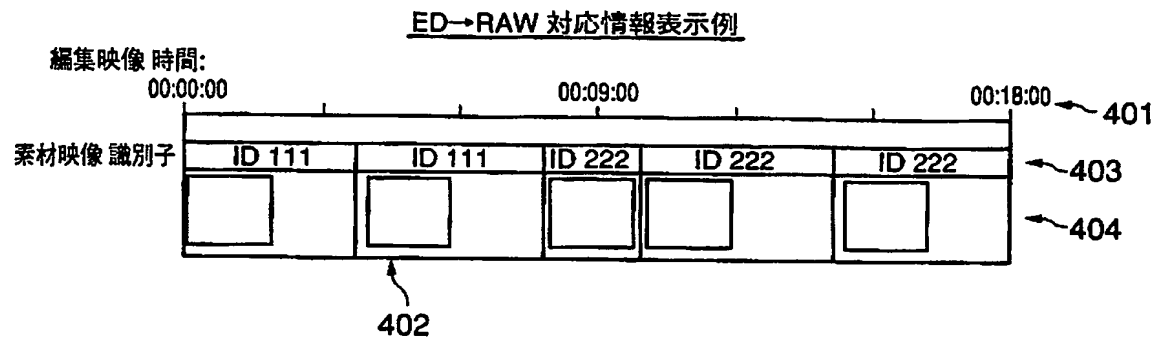 ED→RAW 対応情報表示例
編集映像 時間:
00:00:00 00:09:00 00:18:00 401
素材映像 識別子 ID 111 ID 111 ID 222 ID 222 ID 222 403
404
402